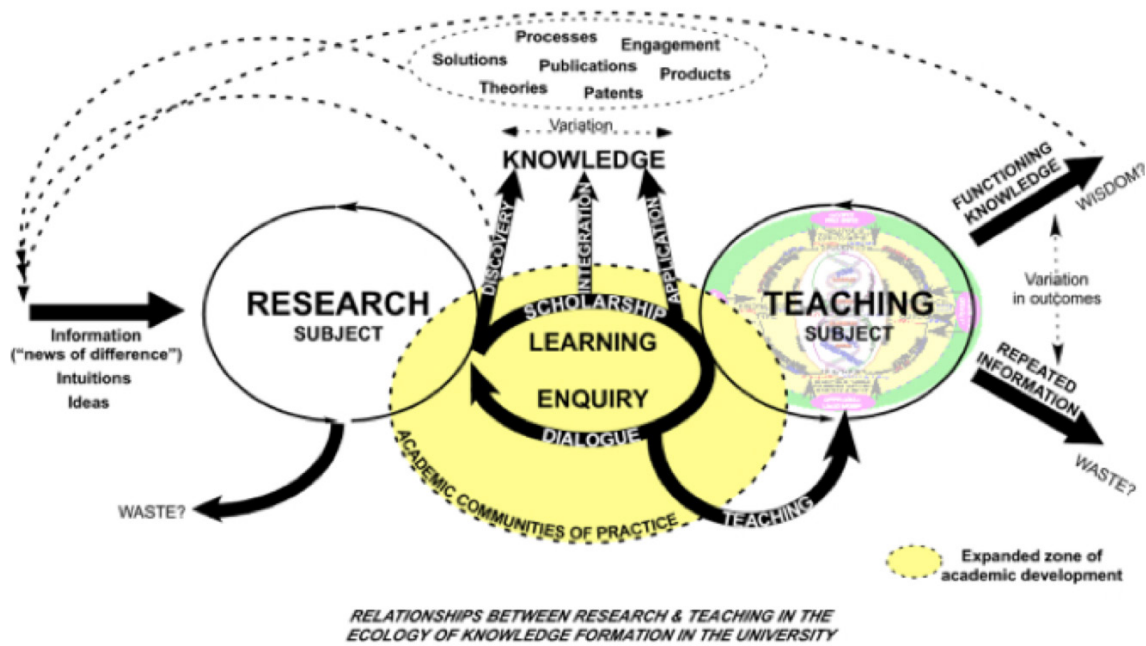 Processes
Engagement
Solutions
Publications
Products
Theories
Patents
Variation
KNOWLEDGE
DISCOVERY
INTEGRATION
APPLICATION
FUNCTIONING
KNOWLEDGE
WISDOM?
RESEARCH
SUBJECT
SCHOLARSHIP
LEARNING
ENQUIRY
DIALOGUE
TEACHING
SUBJECT
Variation
in outcomes
Information
("news of difference")
Intuitions
Ideas
REPEATED
INFORMATION
WASTE?
WASTE?
ACADEMIC COMMUNITIES OF PRACTICE
TEACHING
Expanded zone of
academic development
RELATIONSHIPS BETWEEN RESEARCH & TEACHING IN THE
ECOLOGY OF KNOWLEDGE FORMATION IN THE UNIVERSITY